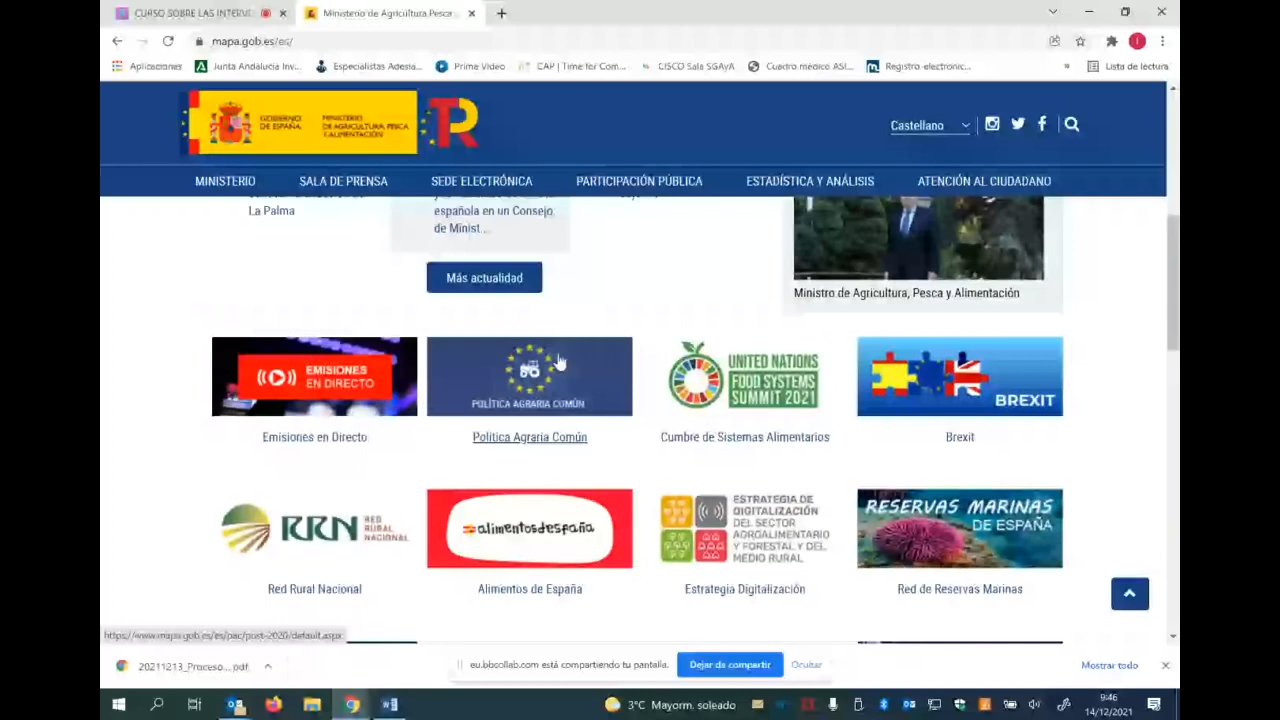 CURSO SOBRE LAS INTERVE
Ministerio de Agricultura,Pesca
mapa.gob.es/es/
Aplicaciones
Junta Andalucía Inv...
Especialistas Adesla...
Prime Video
CAP | Time for Com...
CISCO Sala SGAyA
Cuadro médico ASI...
Registro-electronic...
»
Lista de lectura
GOBIERNO
DE ESPAÑA
MINISTERIO
DE AGRICULTURA, PESCA
Y ALIMENTACIÓN
TR
Castellano
MINISTERIO
SALA DE PRENSA
SEDE ELECTRÓNICA
PARTICIPACIÓN PÚBLICA
ESTADÍSTICA Y ANÁLISIS
ATENCIÓN AL CIUDADANO
La Palma
española en un Consejo
de Minist...
Más actualidad
Ministro de Agricultura, Pesca y Alimentación
EMISIONES
EN DIRECTO
POLÍTICA AGRARIA COMÚN
UNITED NATIONS
FOOD SYSTEMS
SUMMIT 2021
BREXIT
Emisiones en Directo
Política Agraria Común
Cumbre de Sistemas Alimentarios
Brexit
RRN
RED
RURAL
NACIONAL
alimentosdespaña
ESTRATEGIA DE
DIGITALIZACIÓN
DEL SECTOR
AGROALIMENTARIO
Y FORESTAL Y DEL
MEDIO RURAL
RESERVAS MARINAS
DE ESPAÑA
Red Rural Nacional
Alimentos de España
Estrategia Digitalización
Red de Reservas Marinas
https://www.mapa.gob.es/es/pac/post-2020/default.aspx
20211213_Proceso....pdf
eu.bbcollab.com está compartiendo tu pantalla.
Dejar de compartir
Ocultar
Mostrar todo
3°C Mayorm. soleado
9:46
14/12/2021